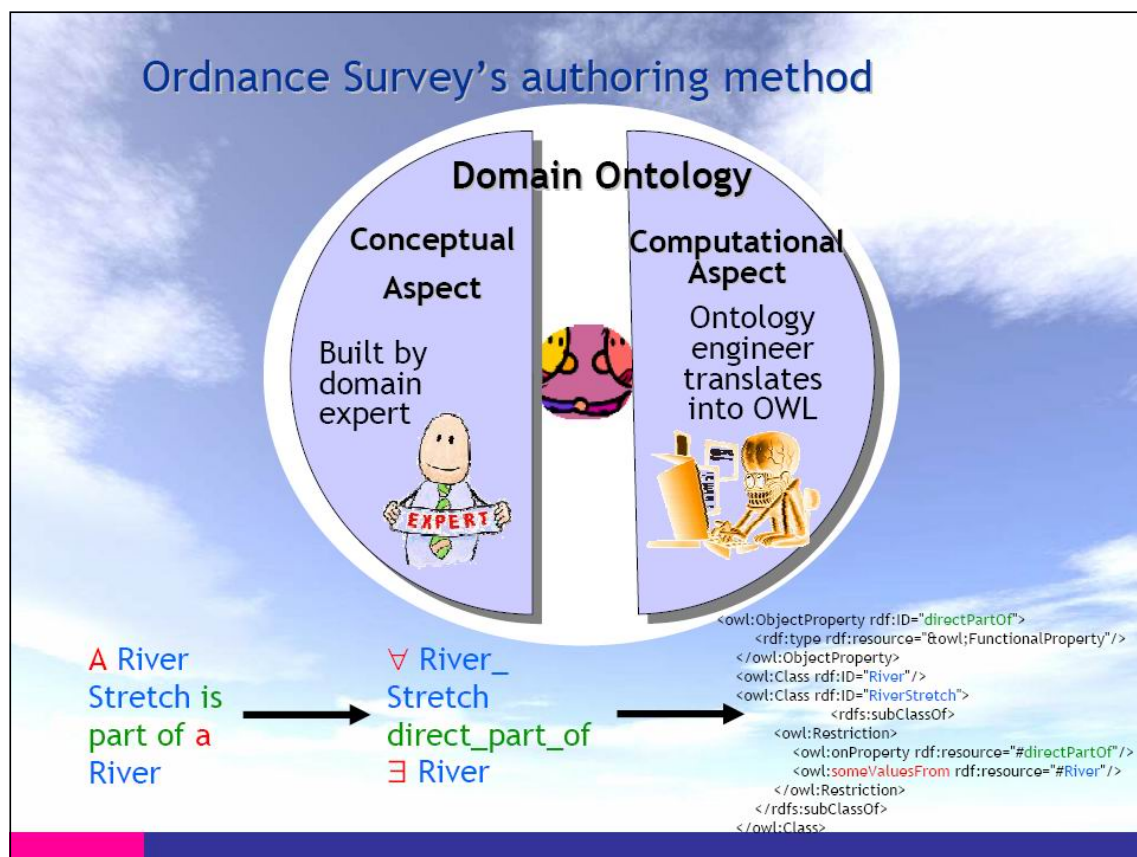 Ordnance Survey's authoring method
Domain Ontology
Conceptual
Aspect
Built by
domain
expert
EXPERT
Computational
Aspect
Ontology
engineer
translates
into OWL
A River
Stretch is
part of a
River
∀ River_
Stretch
direct_part_of
∃ River
<owl:ObjectProperty rdf:ID="directPartOf">
<rdf:type rdf:resource="&owl;FunctionalProperty"/>
</owl:ObjectProperty>
<owl:Class rdf:ID="River"/>
<owl:Class rdf:ID="RiverStretch">
<rdfs:subClassOf>
<owl:Restriction>
<owl:onProperty rdf:resource="#directPartOf"/>
<owl:someValuesFrom rdf:resource="#River"/>
</owl:Restriction>
</rdfs:subClassOf>
</owl:Class>